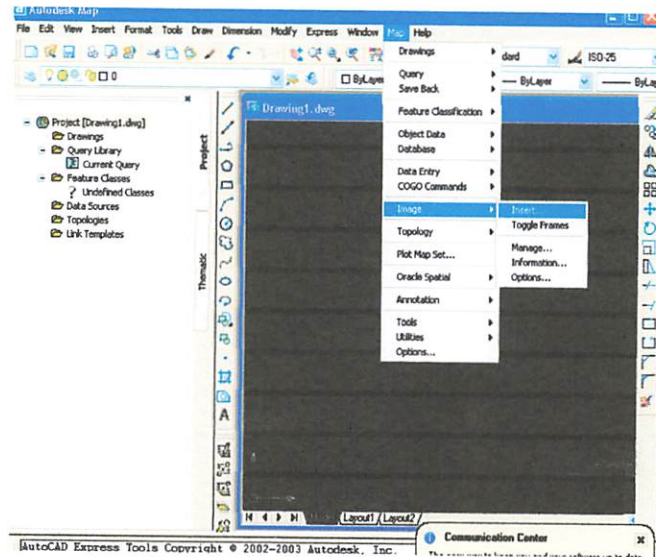 Autodesk Map
File Edit View Insert Format Tools Draw Dimension Modify Express Window Map Help
ISO-25
0
ByLayer
ByLayer
Drawing1.dwg
Project [Drawing1.dwg]
Drawings
Query Library
Current Query
Feature Classes
Undefined Classes
Data Sources
Topologies
Link Templates
Project
Thematic
Drawings
Query
Save Back
Feature Classification
Object Data
Database
Data Entry
COGO Commands
Image
Topology
Plot Map Set...
Oracle Spatial
Annotation
Tools
Utilities
Options...
Insert...
Toggle Frames
Manage...
Information...
Options...
A
Layout1
Layout2
Communication Center
AutoCAD Express Tools Copyright © 2002-2003 Autodesk, Inc.